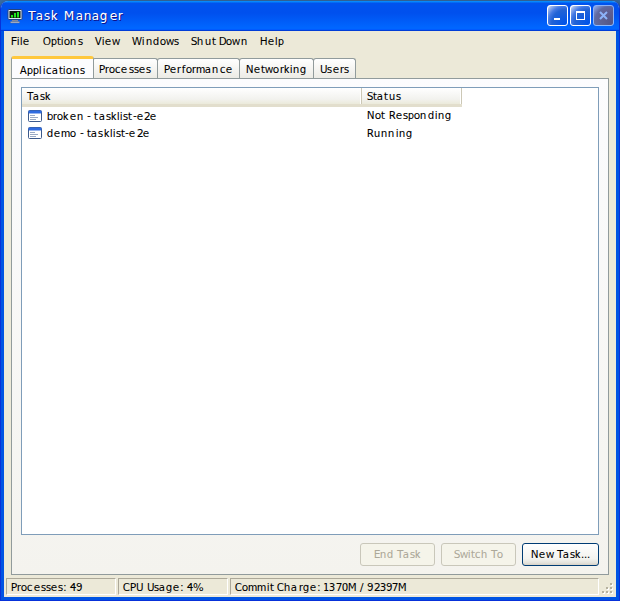 Task Manager
File Options View Windows Shut Down Help
Applications Processes Performance Networking Users
Task Status
broken - tasklist-e2e Not Responding
demo - tasklist-e2e Running
End Task Switch To New Task...
Processes: 49 CPU Usage: 4% Commit Charge: 1370M / 92397M